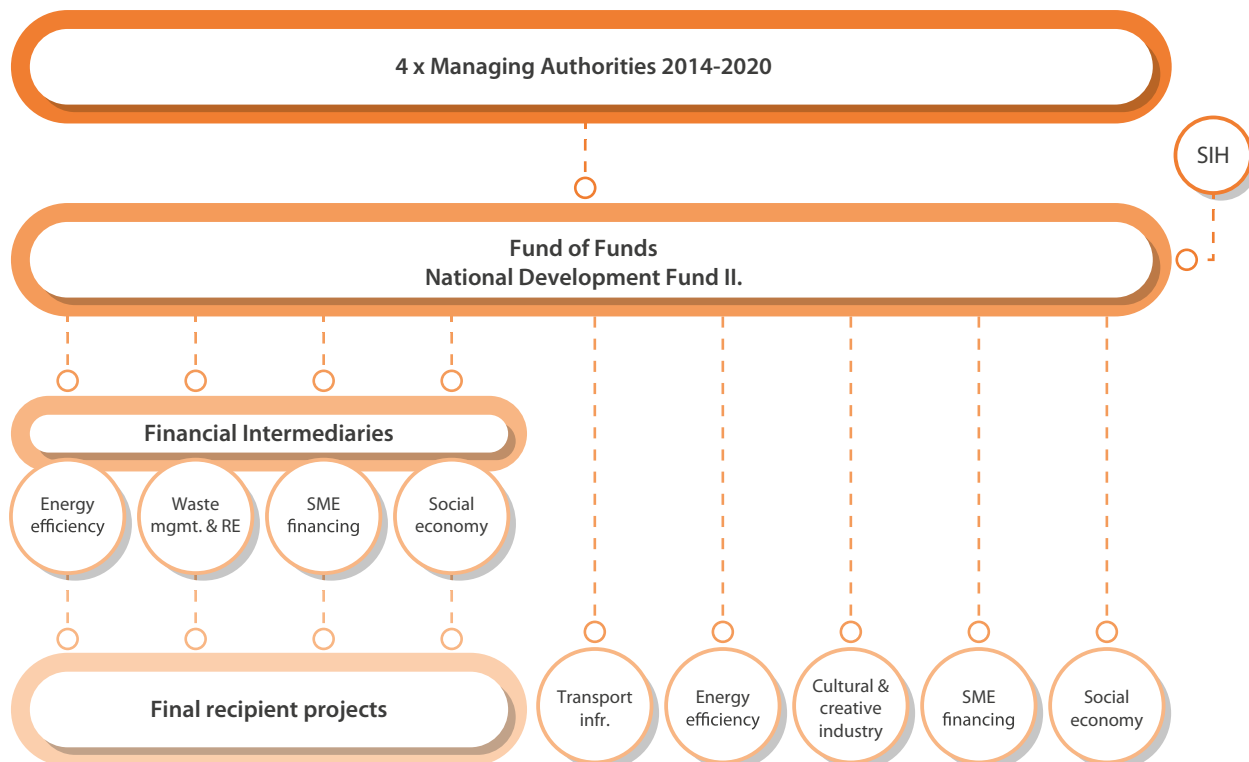 4 x Managing Authorities 2014-2020
SIH
Fund of Funds
National Development Fund II.
Financial Intermediaries
Energy
efficiency
Waste
mgmt. & RE
SME
financing
Social
economy
Final recipient projects
Transport
infr.
Energy
efficiency
Cultural &
creative
industry
SME
financing
Social
economy